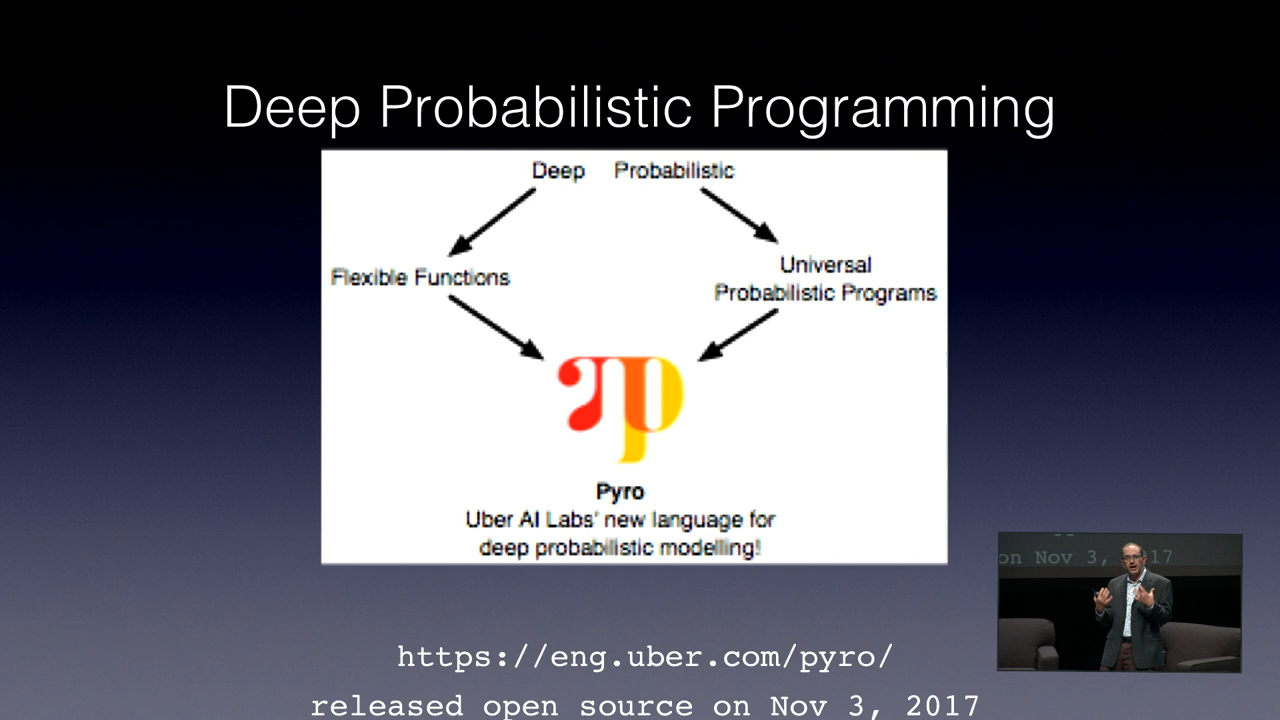 Deep Probabilistic Programming
Deep Probabilistic
Flexible Functions
Universal
Probabilistic Programs
Pyro
Uber AI Labs' new language for
deep probabilistic modelling!
on Nov 3, 17
https://eng.uber.com/pyro/
released open source on Nov 3, 2017